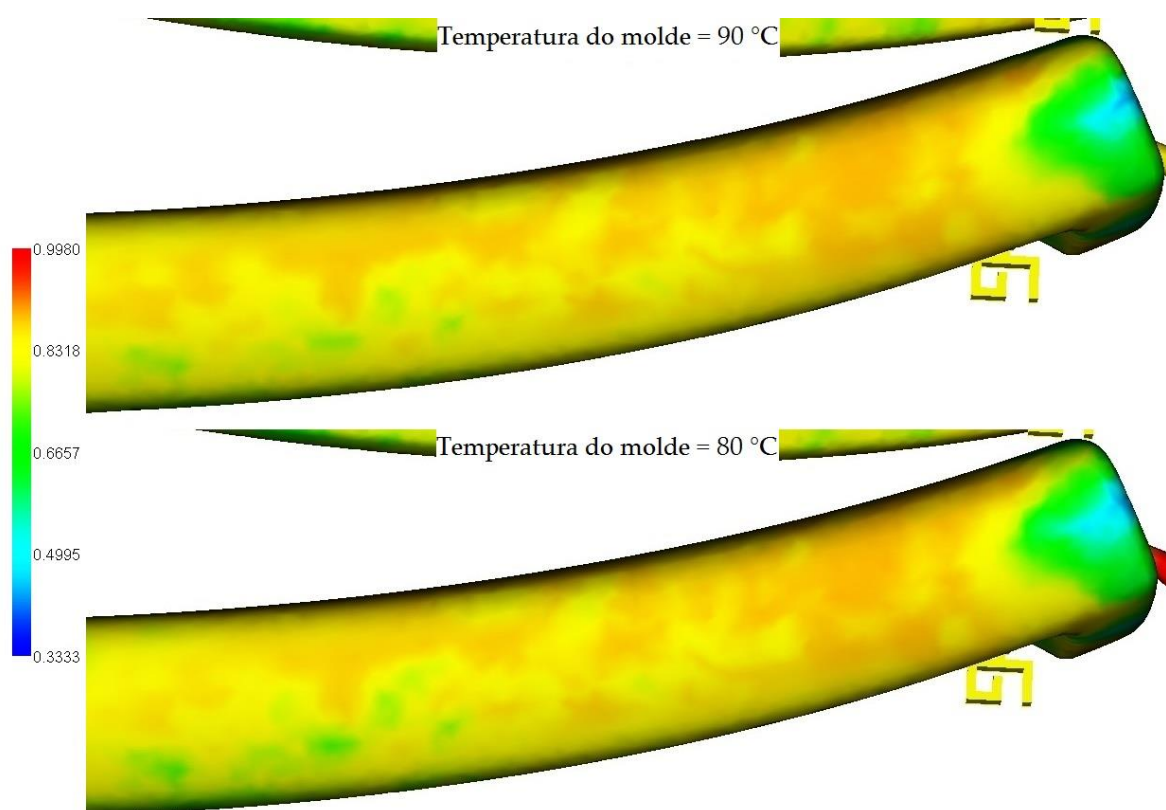 Temperatura do molde = 90 °C
0.9980
0.8318
0.6657
0.4995
0.3333
Temperatura do molde = 80 °C